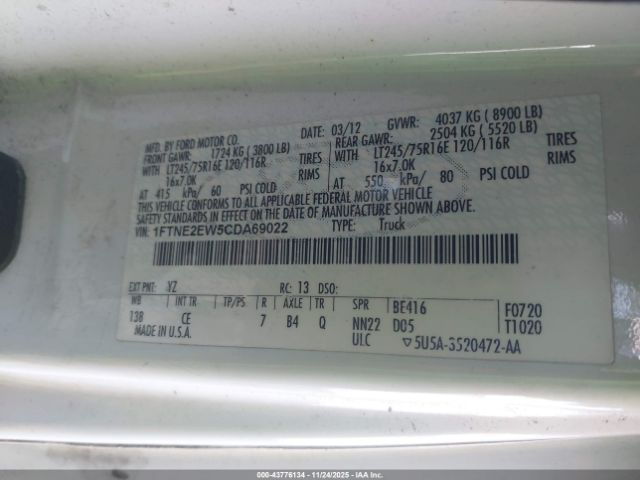 MFD. BY FORD MOTOR CO. DATE: 03/12 GVWR: 4037 KG ( 8900 LB)
FRONT GAWR: 1724 KG ( 3800 LB) REAR GAWR: 2504 KG ( 5520 LB)
WITH LT245/75R16E 120/116R TIRES WITH LT245/75R16E 120/116R TIRES
16x7.0K RIMS 16x7.0K RIMS
AT 415 kPa/ 60 PSI COLD AT 550 kPa/ 80 PSI COLD
THIS VEHICLE CONFORMS TO ALL APPLICABLE FEDERAL MOTOR VEHICLE
SAFETY STANDARDS IN EFFECT ON THE DATE OF MANUFACTURE SHOWN ABOVE.
VIN: 1FTNE2EW5CDA69022 TYPE: Truck
EXT PNT: YZ RC: 13 DSO:
WB INT TR TP/PS R AXLE TR SPR BE416 F0720
138 CE 7 B4 Q NN22 D05 T1020
MADE IN U.S.A. ULC ▽5U5A-3520472-AA
000-43776134 - 11/24/2025 - IAAI.COM